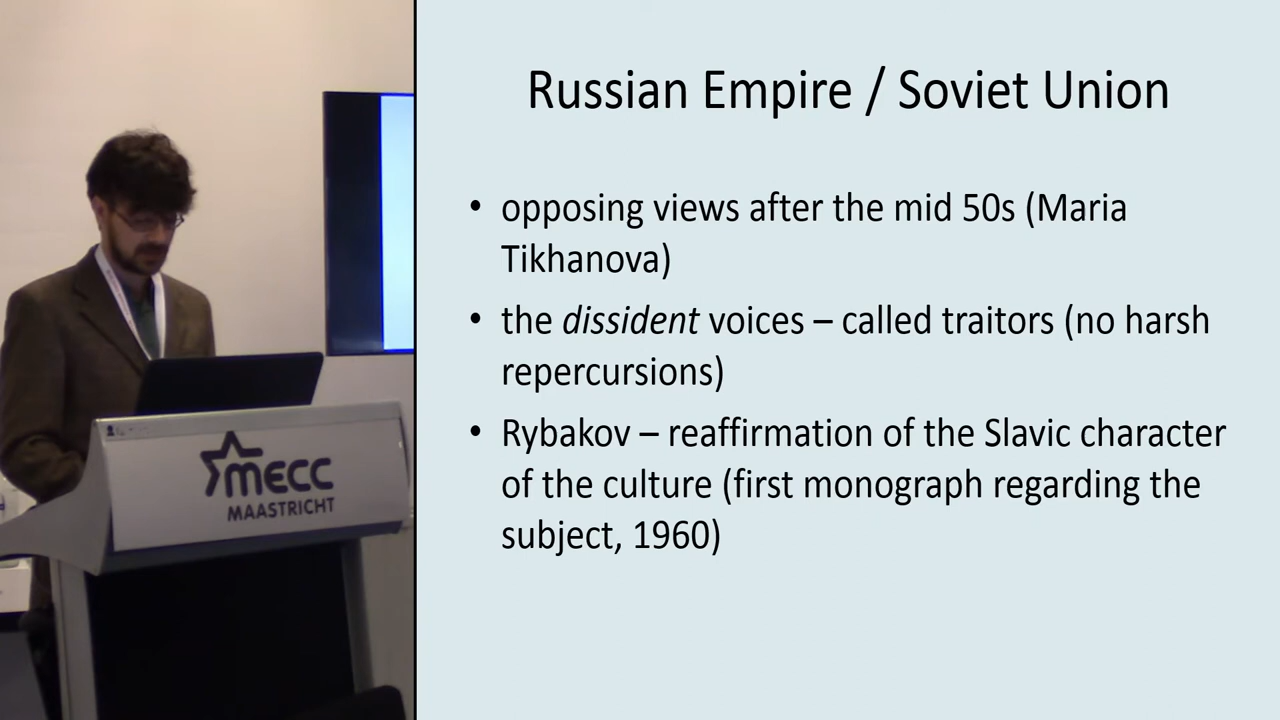 Russian Empire / Soviet Union
• opposing views after the mid 50s (Maria
Tikhanova)
• the dissident voices – called traitors (no harsh
repercursions)
• Rybakov – reaffirmation of the Slavic character
of the culture (first monograph regarding the
subject, 1960)
mecc
MAASTRICHT